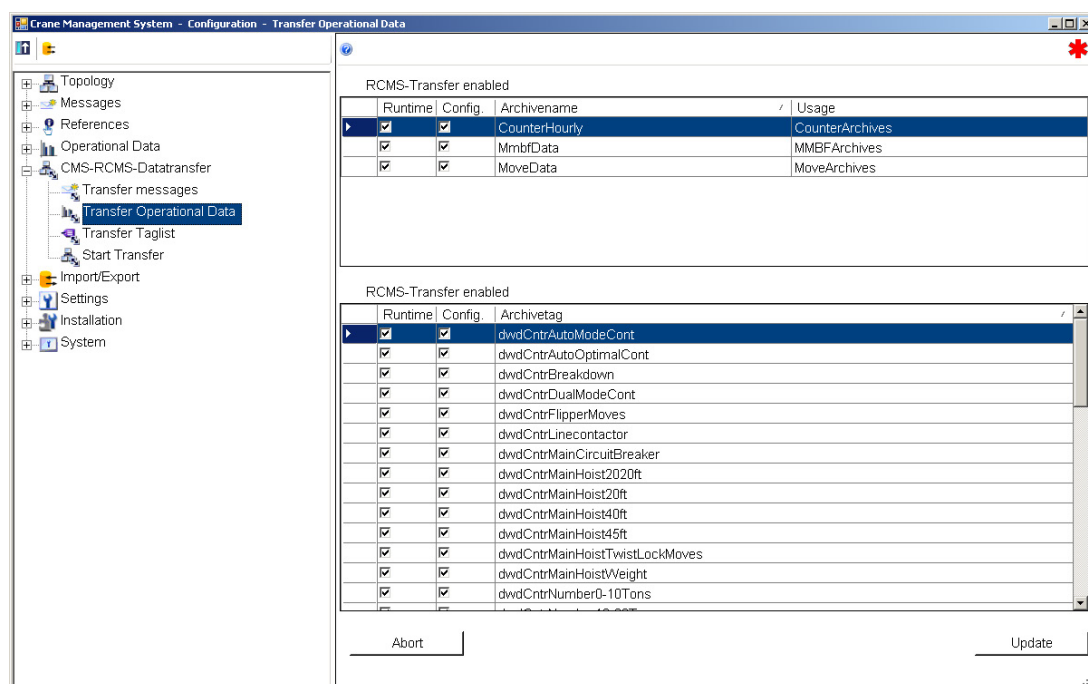 Crane Management System - Configuration - Transfer Operational Data
Topology
Messages
References
Operational Data
CMS-RCMS-Datatransfer
Transfer messages
Transfer Operational Data
Transfer Taglist
Start Transfer
Import/Export
Settings
Installation
System
RCMS-Transfer enabled
Runtime Config. Archivename Usage
CounterHourly CounterArchives
MmbfData MMBFArchives
MoveData MoveArchives
RCMS-Transfer enabled
Runtime Config. Archivetag
dwdCntrAutoModeCont
dwdCntrAutoOptimalCont
dwdCntrBreakdown
dwdCntrDualModeCont
dwdCntrFlipperMoves
dwdCntrLinecontactor
dwdCntrMainCircuitBreaker
dwdCntrMainHoist2020ft
dwdCntrMainHoist20ft
dwdCntrMainHoist40ft
dwdCntrMainHoist45ft
dwdCntrMainHoistTwistLockMoves
dwdCntrMainHoistWeight
dwdCntrNumber0-10Tons
Abort Update